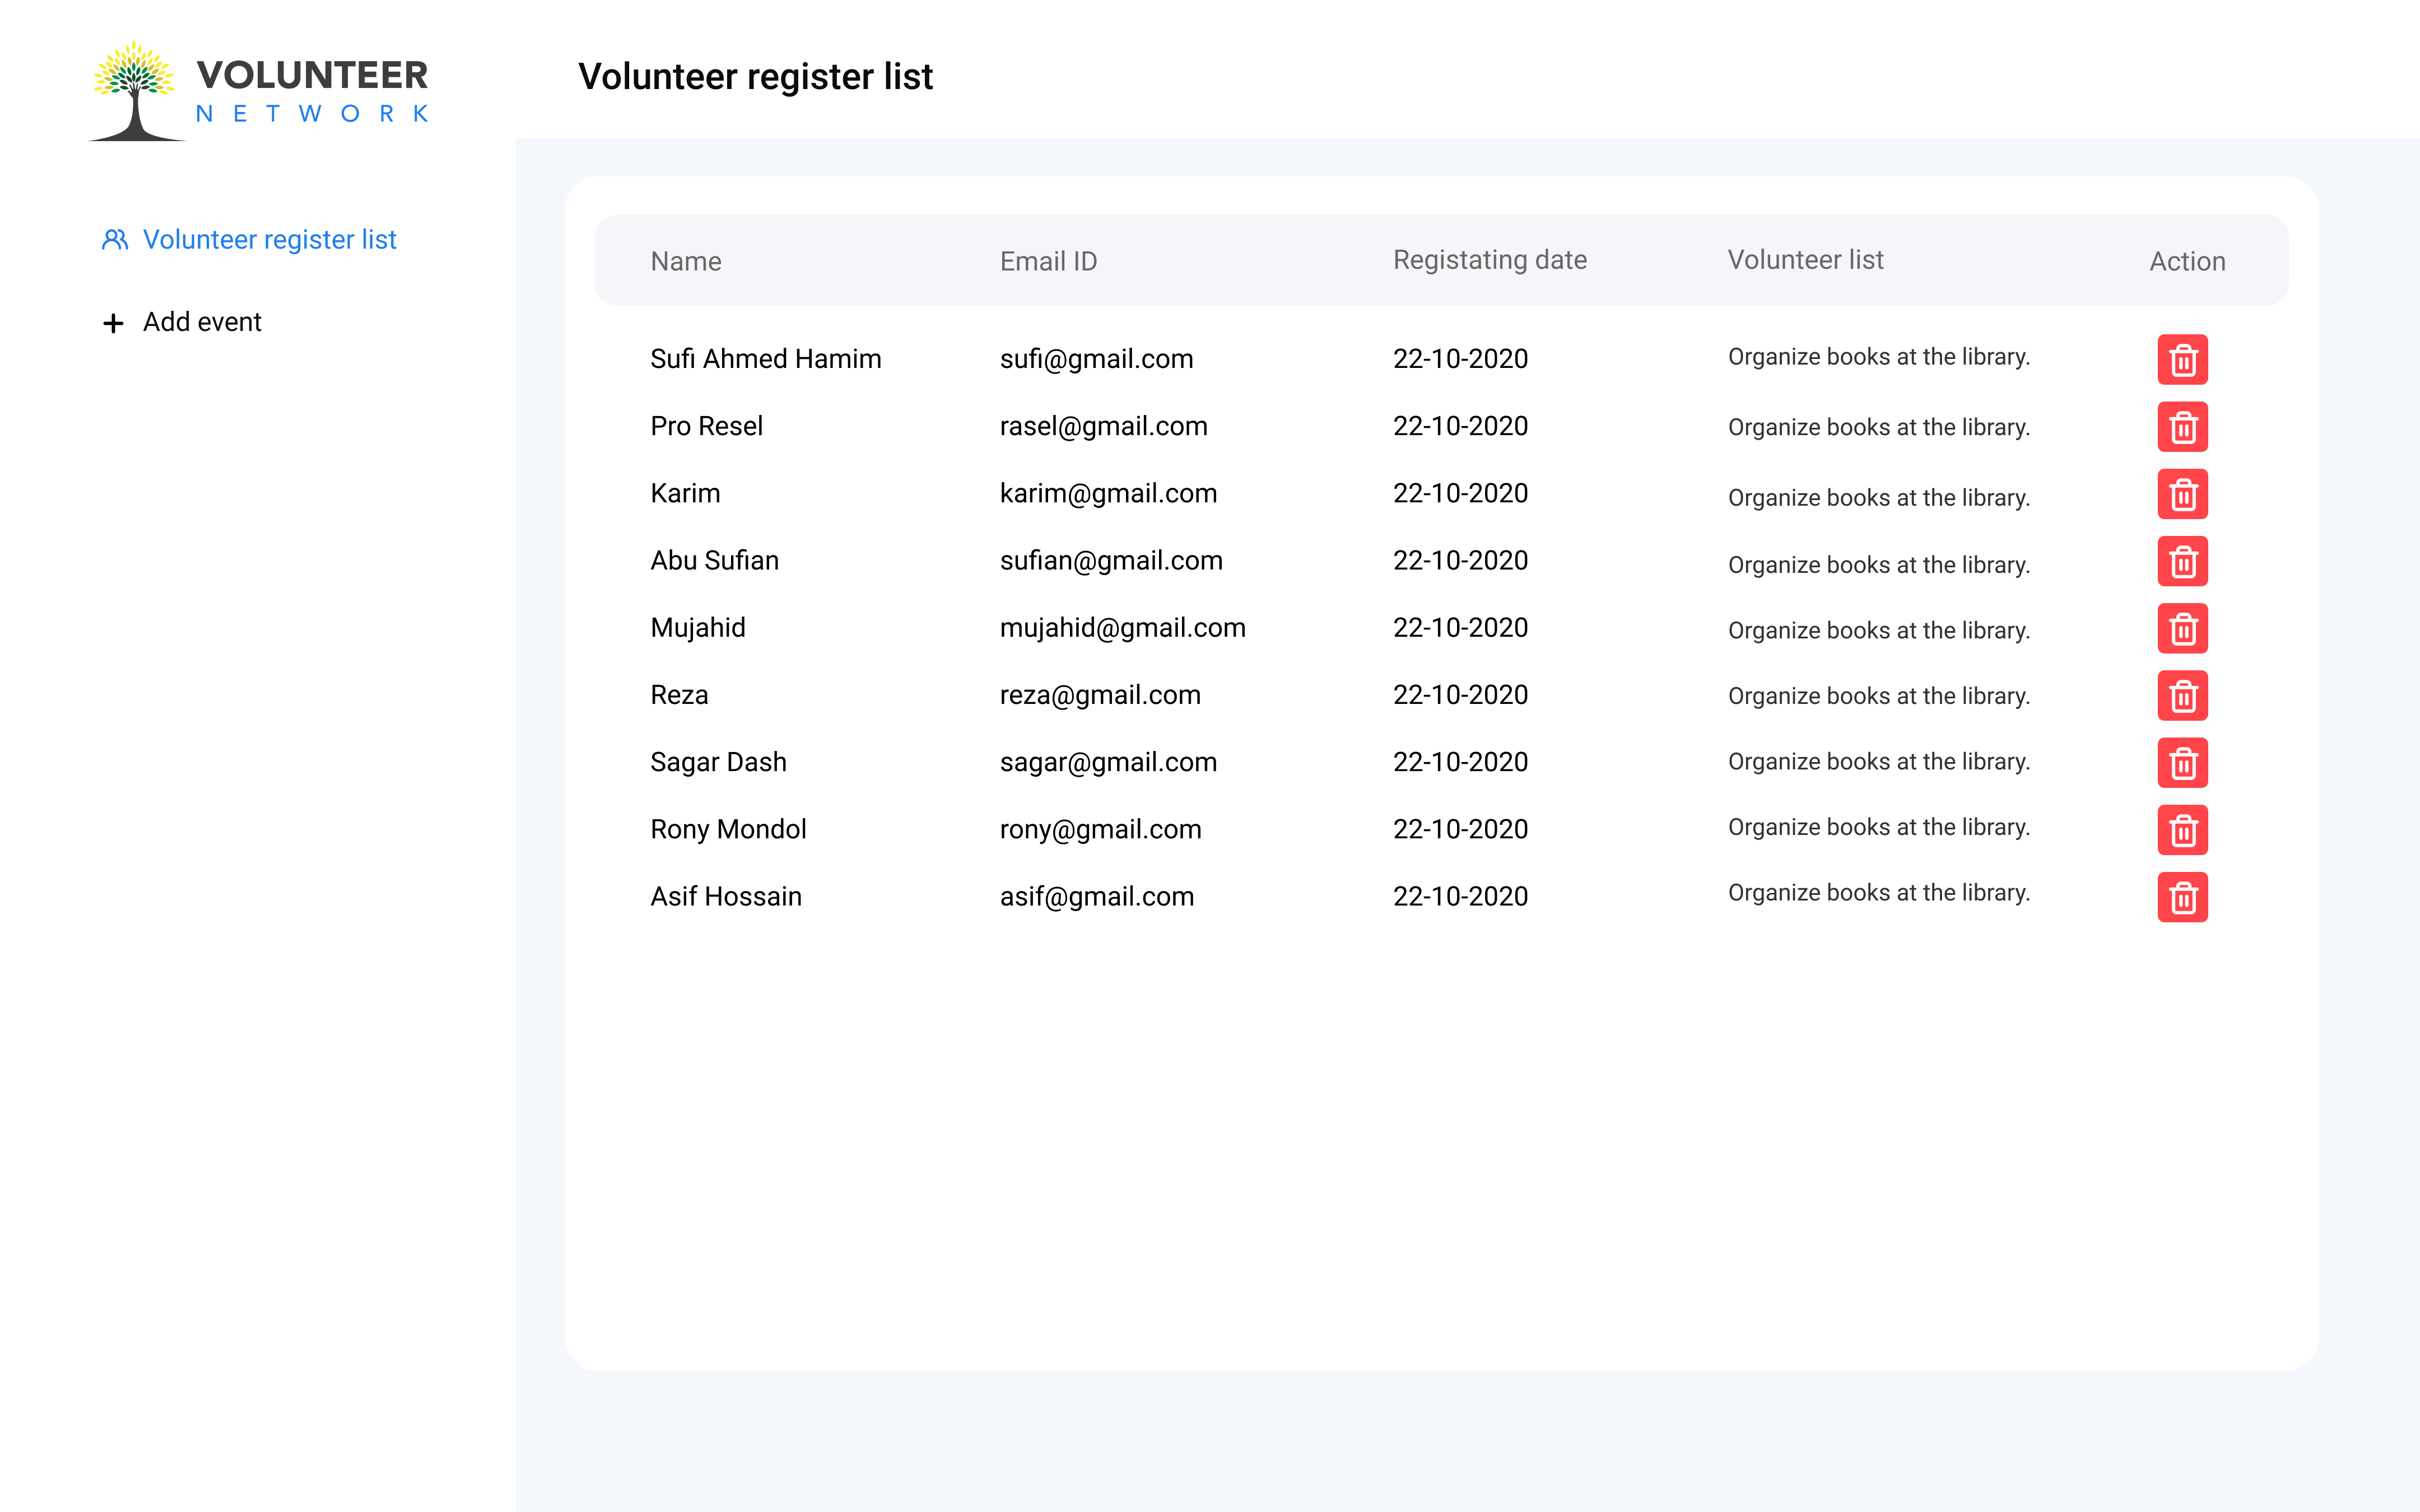 VOLUNTEER
NETWORK
Volunteer register list
Add event
Volunteer register list
Name Email ID Registating date Volunteer list Action
Sufi Ahmed Hamim sufi@gmail.com 22-10-2020 Organize books at the library.
Pro Resel rasel@gmail.com 22-10-2020 Organize books at the library.
Karim karim@gmail.com 22-10-2020 Organize books at the library.
Abu Sufian sufian@gmail.com 22-10-2020 Organize books at the library.
Mujahid mujahid@gmail.com 22-10-2020 Organize books at the library.
Reza reza@gmail.com 22-10-2020 Organize books at the library.
Sagar Dash sagar@gmail.com 22-10-2020 Organize books at the library.
Rony Mondol rony@gmail.com 22-10-2020 Organize books at the library.
Asif Hossain asif@gmail.com 22-10-2020 Organize books at the library.